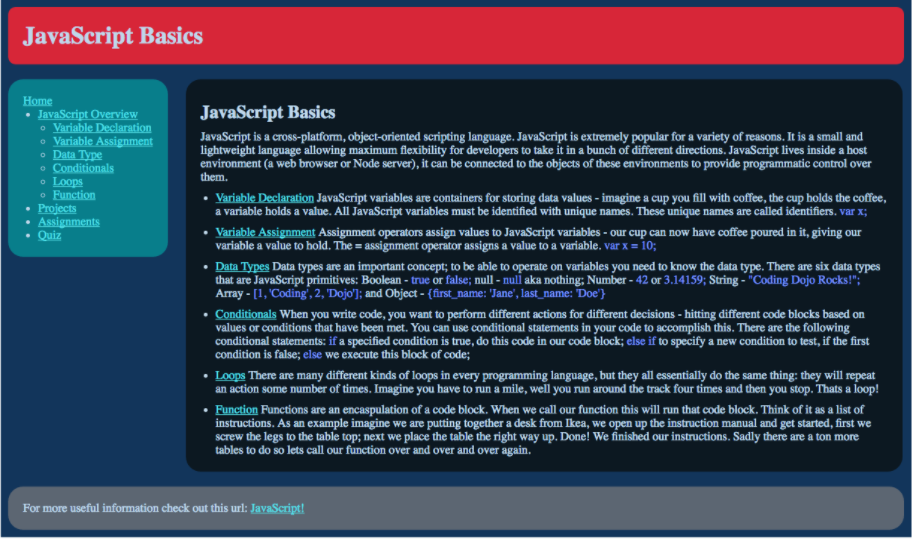 JavaScript Basics
Home
JavaScript Overview
Variable Declaration
Variable Assignment
Data Type
Conditionals
Loops
Function
Projects
Assignments
Quiz
JavaScript Basics
JavaScript is a cross-platform, object-oriented scripting language. JavaScript is extremely popular for a variety of reasons. It is a small and
lightweight language allowing maximum flexibility for developers to take it in a bunch of different directions. JavaScript lives inside a host
environment (a web browser or Node server), it can be connected to the objects of these environments to provide programmatic control over
them.
Variable Declaration JavaScript variables are containers for storing data values - imagine a cup you fill with coffee, the cup holds the coffee,
a variable holds a value. All JavaScript variables must be identified with unique names. These unique names are called identifiers. var x;
Variable Assignment Assignment operators assign values to JavaScript variables - our cup can now have coffee poured in it, giving our
variable a value to hold. The = assignment operator assigns a value to a variable. var x = 10;
Data Types Data types are an important concept; to be able to operate on variables you need to know the data type. There are six data types
that are JavaScript primitives: Boolean - true or false; null - null aka nothing; Number - 42 or 3.14159; String - "Coding Dojo Rocks!";
Array - [1, 'Coding', 2, 'Dojo']; and Object - {first_name: 'Jane', last_name: 'Doe'}
Conditionals When you write code, you want to perform different actions for different decisions - hitting different code blocks based on
values or conditions that have been met. You can use conditional statements in your code to accomplish this. There are the following
conditional statements: if a specified condition is true, do this code in our code block; else if to specify a new condition to test, if the first
condition is false; else we execute this block of code;
Loops There are many different kinds of loops in every programming language, but they all essentially do the same thing: they will repeat
an action some number of times. Imagine you have to run a mile, well you run around the track four times and then you stop. Thats a loop!
Function Functions are an encaspulation of a code block. When we call our function this will run that code block. Think of it as a list of
instructions. As an example imagine we are putting together a desk from Ikea, we open up the instruction manual and get started, first we
screw the legs to the table top; next we place the table the right way up. Done! We finished our instructions. Sadly there are a ton more
tables to do so lets call our function over and over and over again.
For more useful information check out this url: JavaScript!